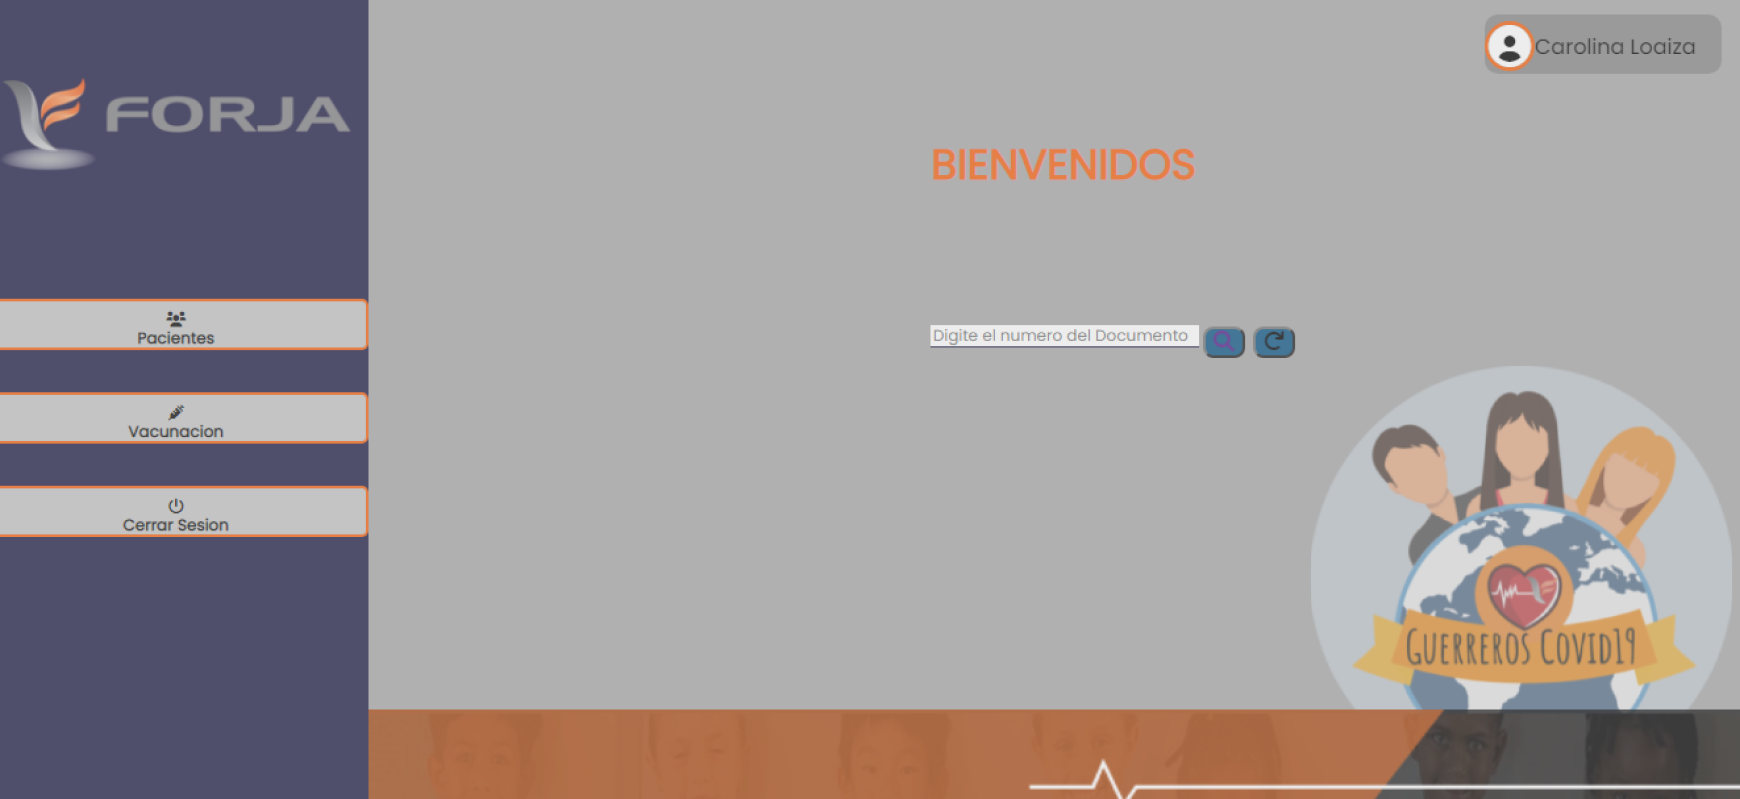 FORJA
Carolina Loaiza
BIENVENIDOS
Pacientes
Digite el numero del Documento
Vacunacion
Cerrar Sesion
GUERREROS COVID19